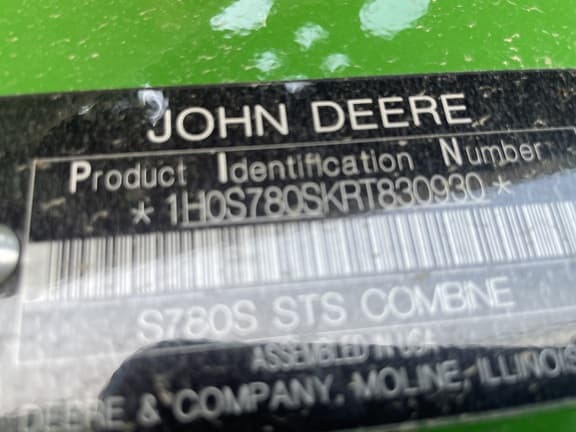 JOHN DEERE
Product Identification Number
* 1H0S780SKRT830930 *
S780S STS COMBINE
ASSEMBLED IN USA
DEERE & COMPANY, MOLINE, ILLINOIS